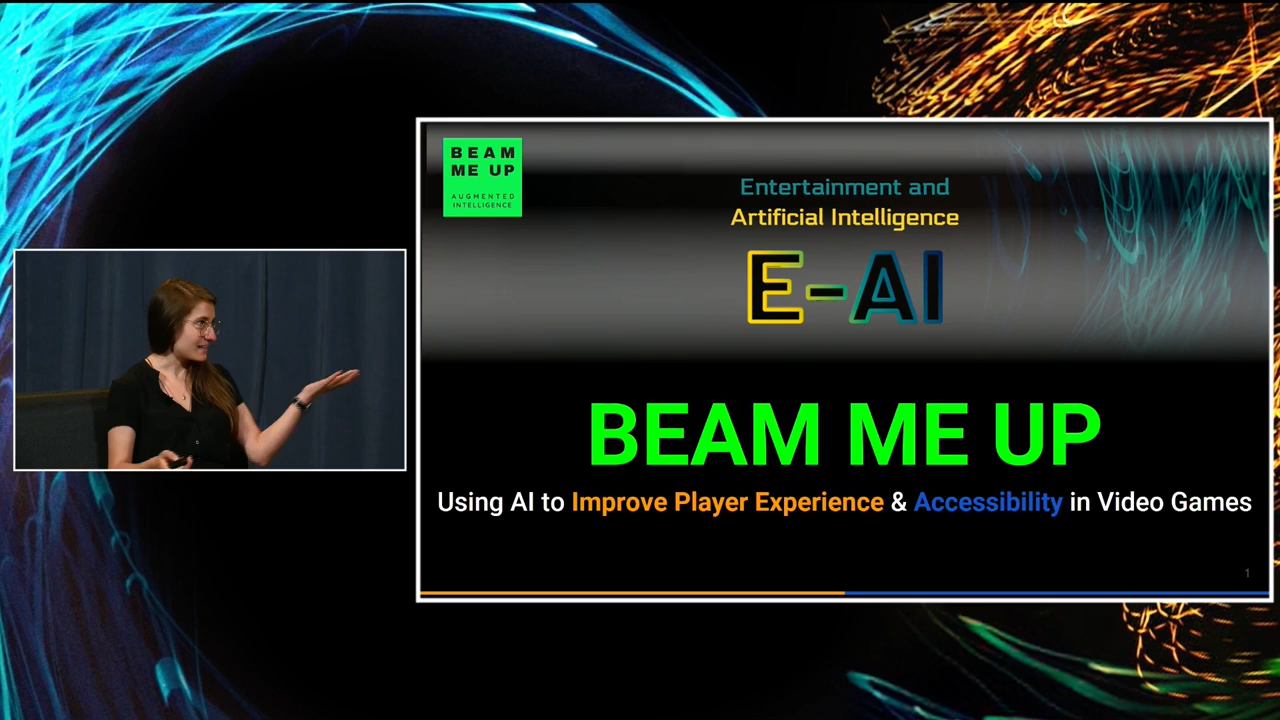 BEAM
ME UP
AUGMENTED
INTELLIGENCE
Entertainment and
Artificial Intelligence
E-AI
BEAM ME UP
Using AI to Improve Player Experience & Accessibility in Video Games
1